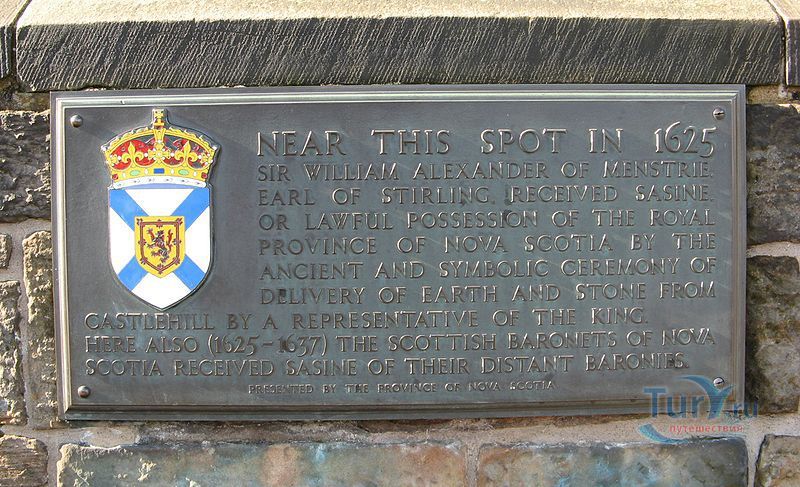 NEAR THIS SPOT IN 1625
SIR WILLIAM ALEXANDER OF MENSTRIE,
EARL OF STIRLING, RECEIVED SASINE,
OR LAWFUL POSSESSION OF THE ROYAL
PROVINCE OF NOVA SCOTIA BY THE
ANCIENT AND SYMBOLIC CEREMONY OF
DELIVERY OF EARTH AND STONE FROM
CASTLEHILL BY A REPRESENTATIVE OF THE KING.
HERE ALSO (1625-1637) THE SCOTTISH BARONETS OF NOVA
SCOTIA RECEIVED SASINE OF THEIR DISTANT BARONIES.
PRESENTED BY THE PROVINCE OF NOVA SCOTIA
Tury.ru
путешествия